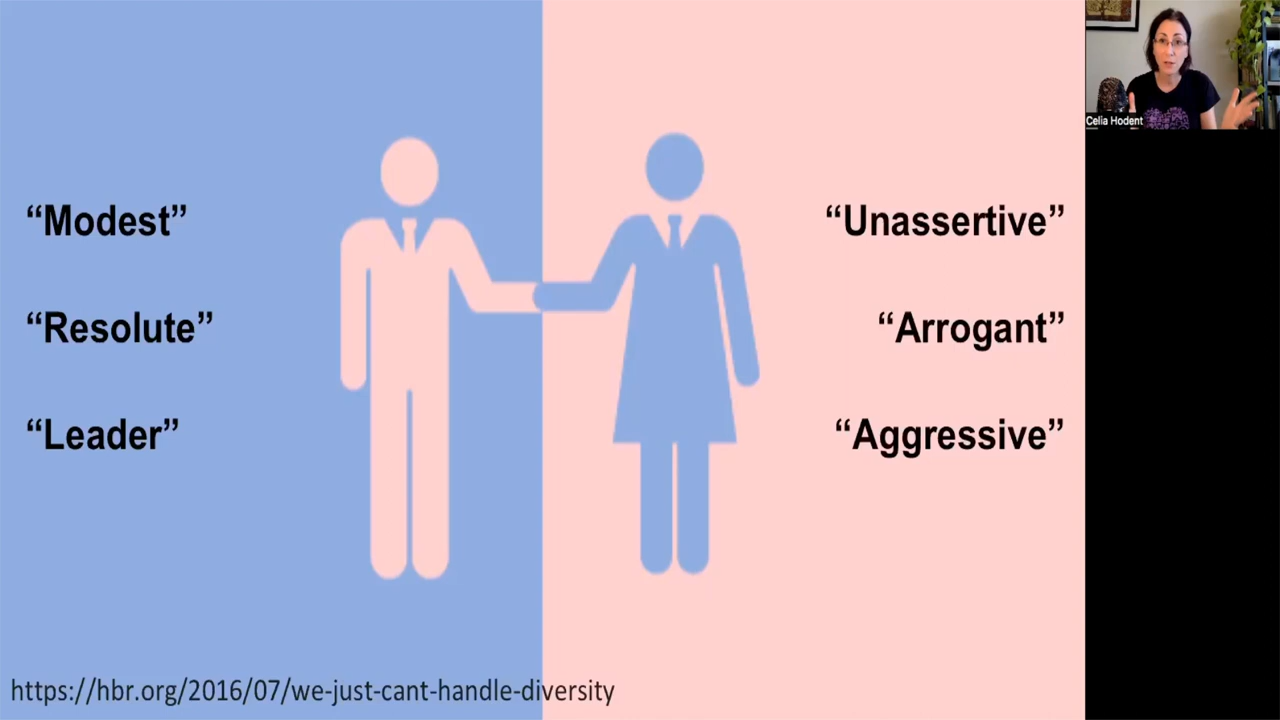 Celia Hodent
“Modest”
“Unassertive”
“Resolute”
“Arrogant”
“Leader”
“Aggressive”
https://hbr.org/2016/07/we-just-cant-handle-diversity